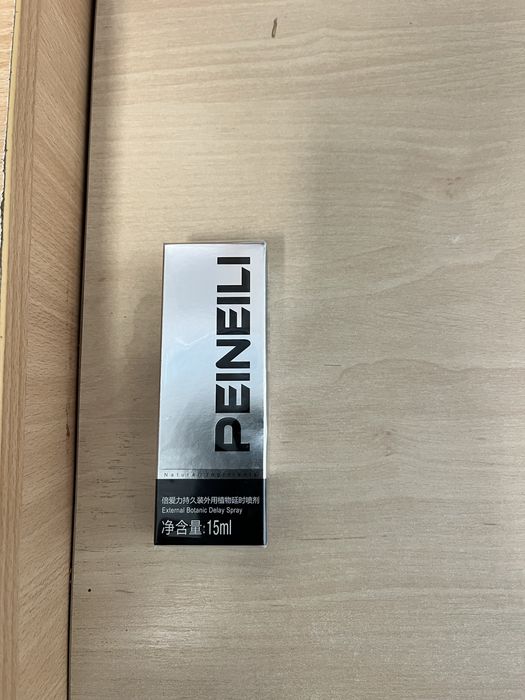 PEINEILI
Natural Ingredients
倍爱力持久装外用植物延时喷剂
External Botanic Delay Spray
净含量:15ml